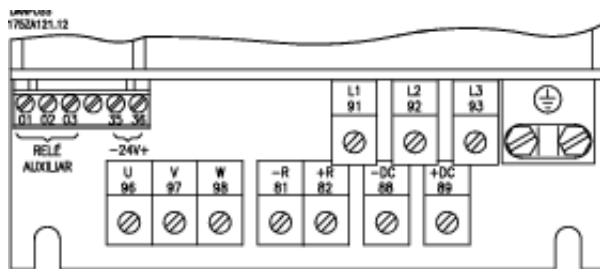 DANFOSS
175ZA121.12
L1 L2 L3
91 92 93
01 02 03 35 36
RELÉ
AUXILIAR
-24V+
U V W -R +R -DC +DC
96 97 98 81 82 88 89